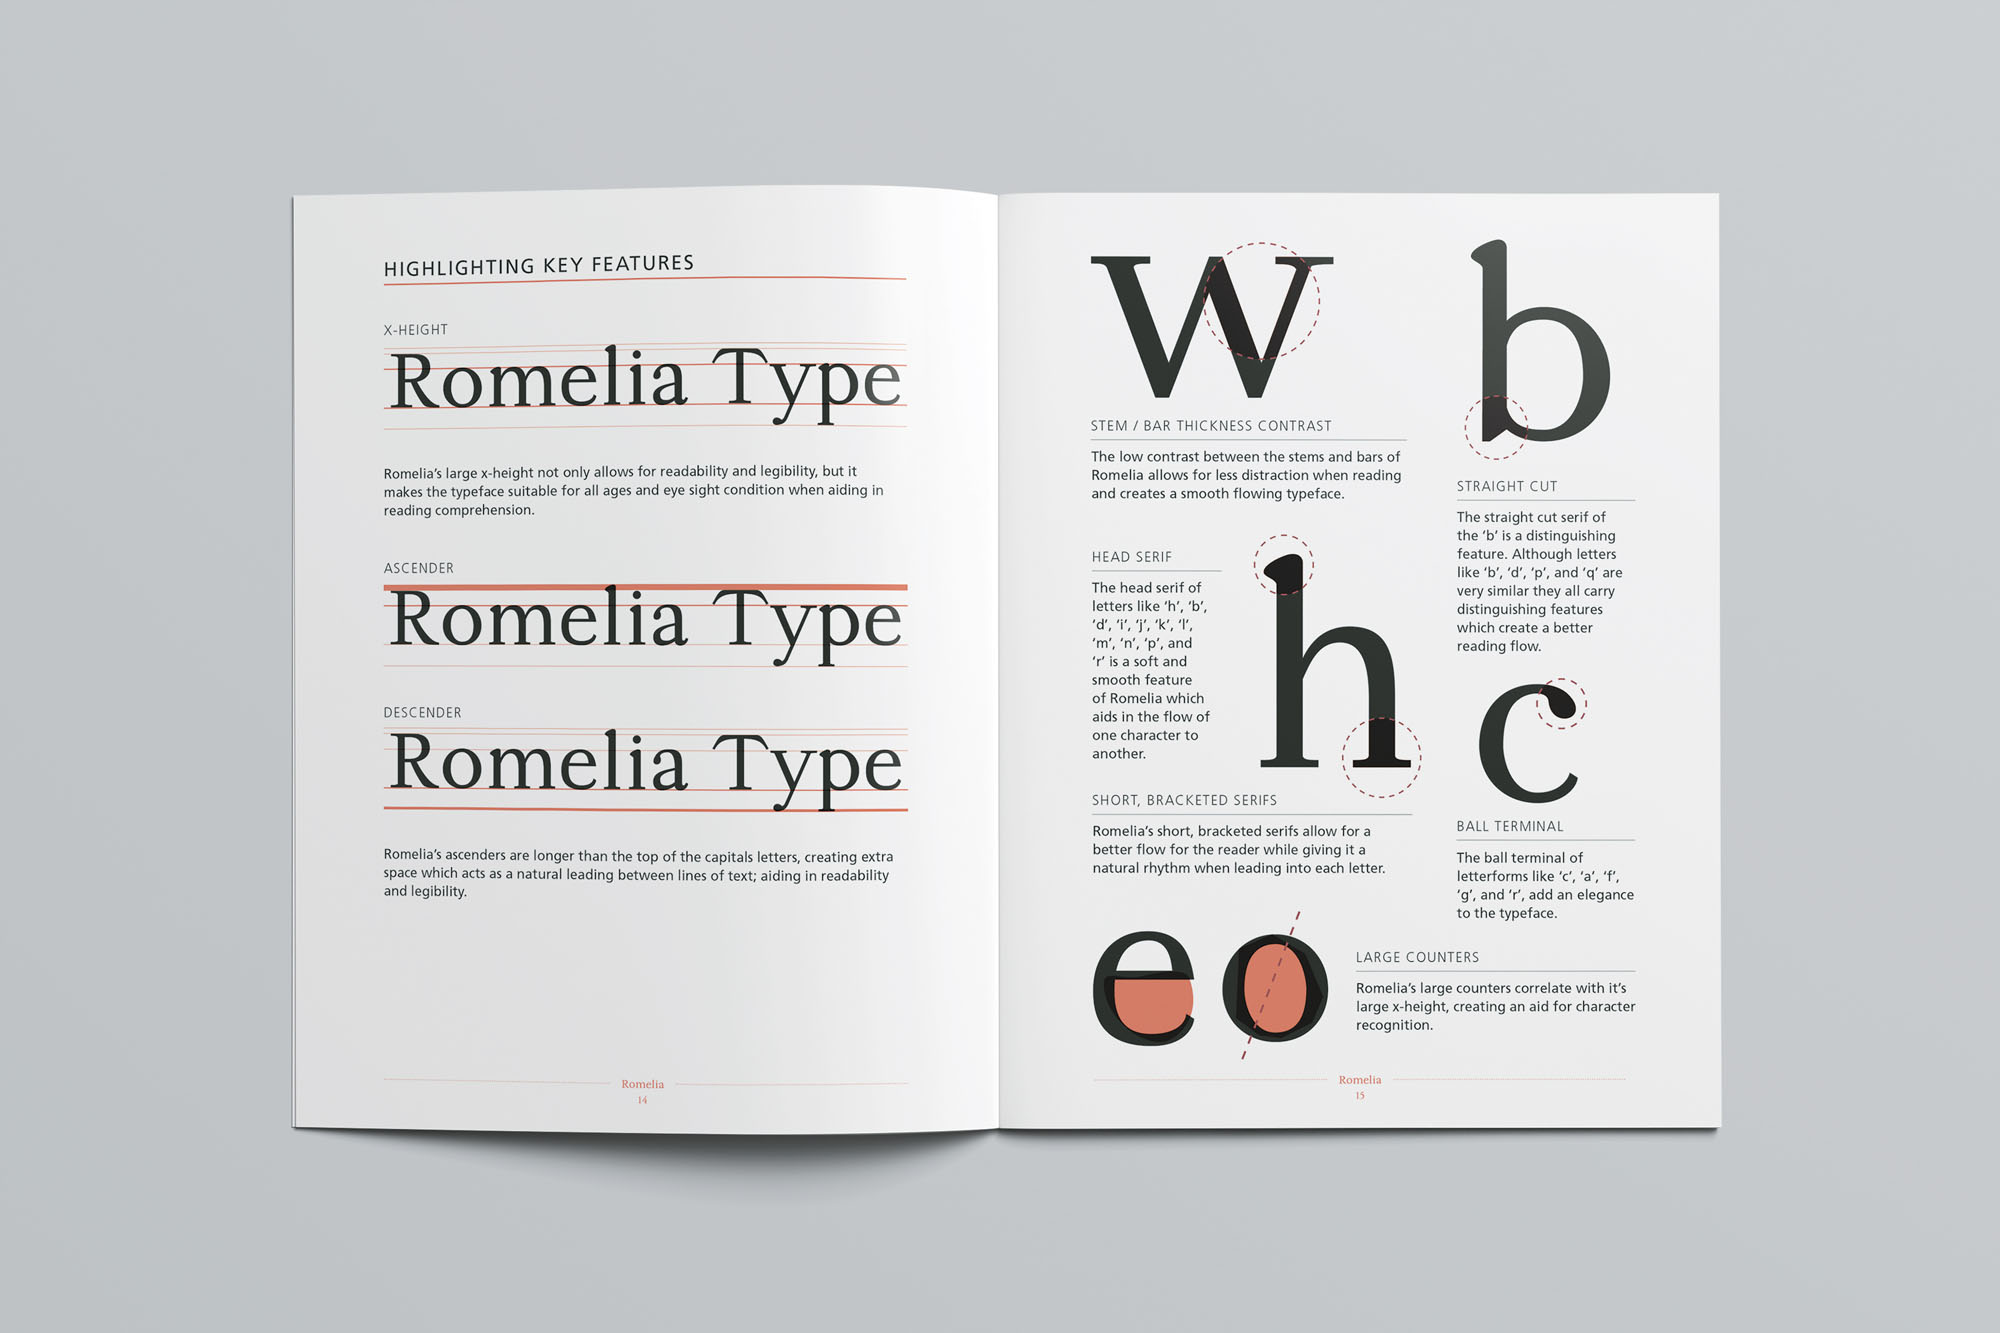 HIGHLIGHTING KEY FEATURES
X-HEIGHT
Romelia Type
Romelia's large x-height not only allows for readability and legibility, but it
makes the typeface suitable for all ages and eye sight condition when aiding in
reading comprehension.
ASCENDER
Romelia Type
DESCENDER
Romelia Type
Romelia's ascenders are longer than the top of the capitals letters, creating extra
space which acts as a natural leading between lines of text; aiding in readability
and legibility.
Romelia
14
w
STEM / BAR THICKNESS CONTRAST
The low contrast between the stems and bars of
Romelia allows for less distraction when reading
and creates a smooth flowing typeface.
b
STRAIGHT CUT
The straight cut serif of
the ‘b’ is a distinguishing
feature. Although letters
like ‘b’, ‘d’, ‘p’, and ‘q’ are
very similar they all carry
distinguishing features
which create a better
reading flow.
HEAD SERIF
The head serif of
letters like ‘h’, ‘b’,
‘d’, ‘i’, ‘j’, ‘k’, ‘l’,
‘m’, ‘n’, ‘p’, and
‘r’ is a soft and
smooth feature
of Romelia which
aids in the flow of
one character to
another.
h
SHORT, BRACKETED SERIFS
Romelia's short, bracketed serifs allow for a
better flow for the reader while giving it a
natural rhythm when leading into each letter.
c
BALL TERMINAL
The ball terminal of
letterforms like ‘c’, ‘a’, ‘f’,
‘g’, and ‘r’, add an elegance
to the typeface.
e o
LARGE COUNTERS
Romelia's large counters correlate with it's
large x-height, creating an aid for character
recognition.
Romelia
15